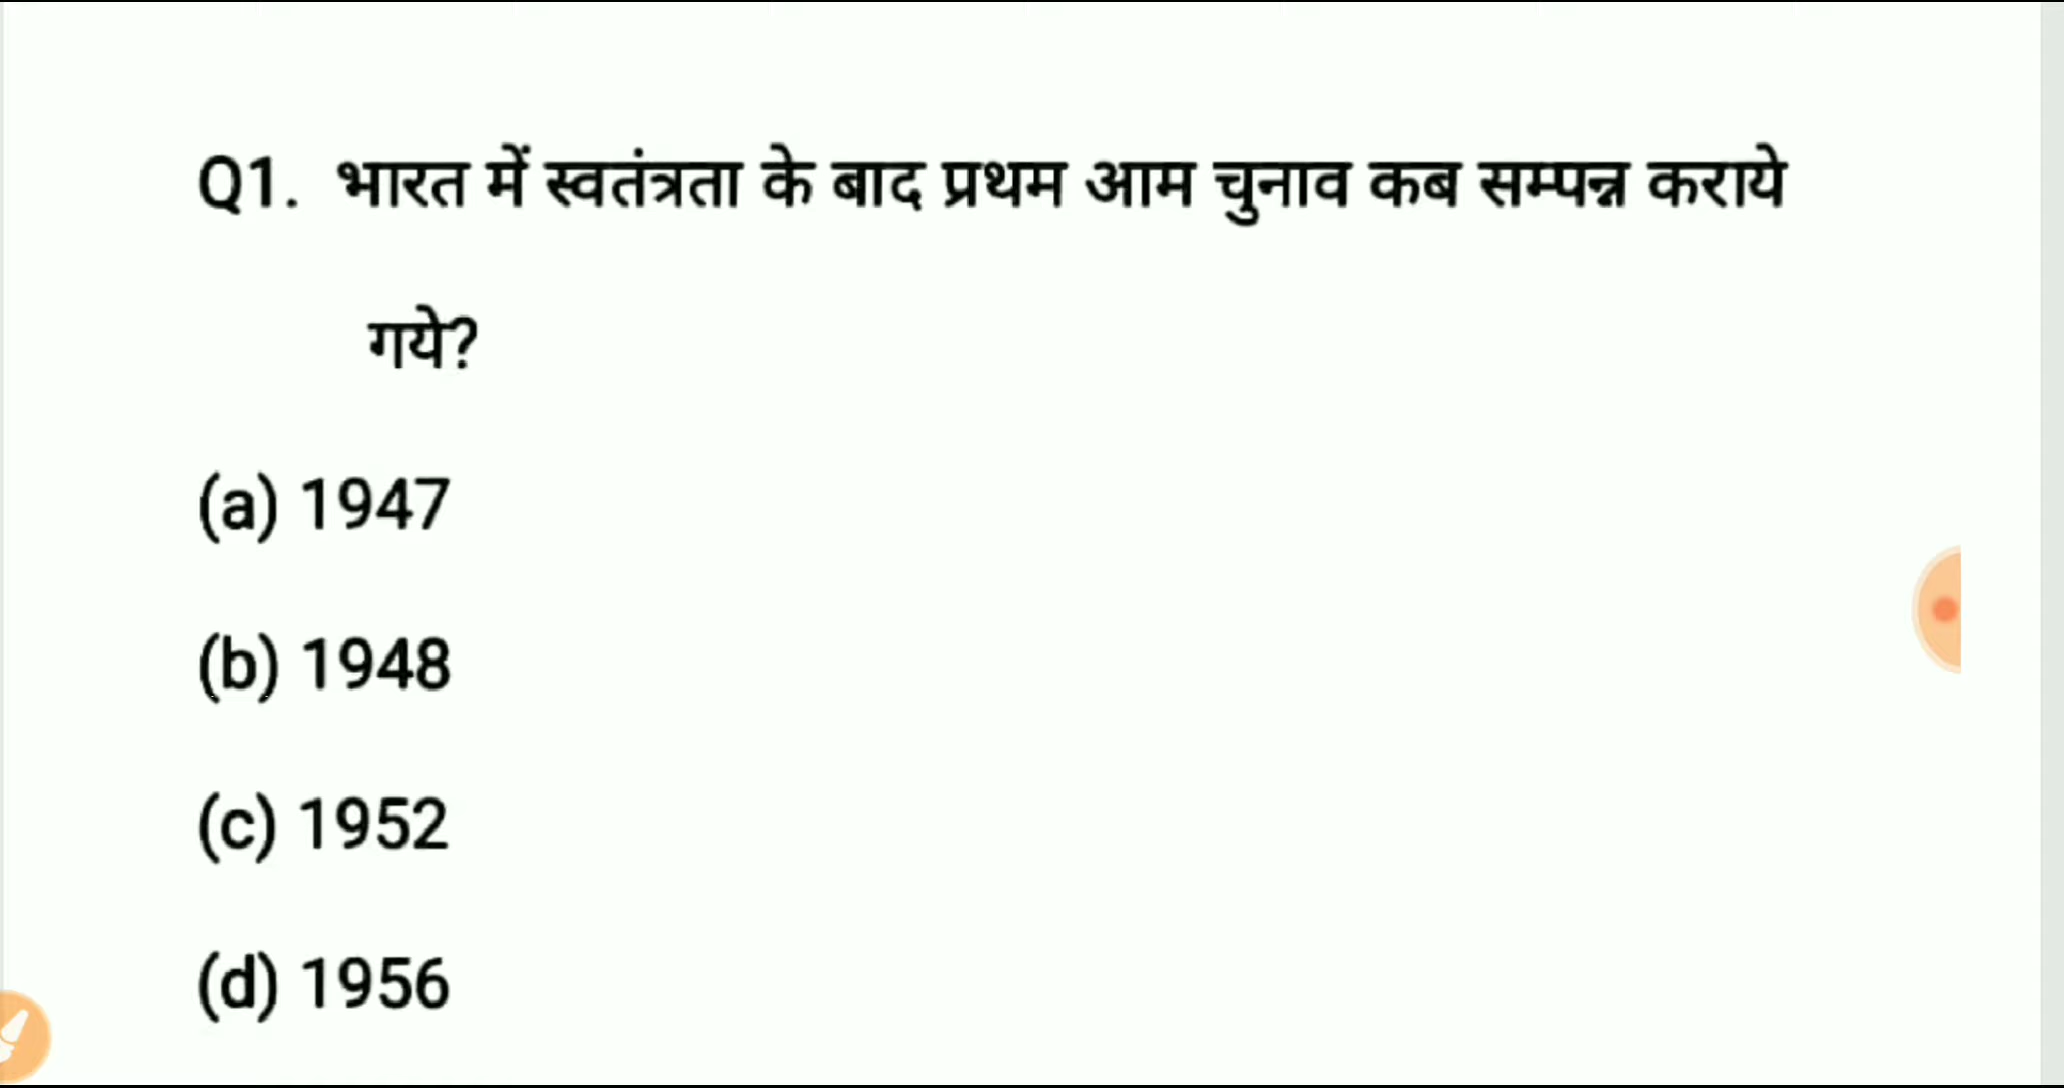 Q1. भारत में स्वतंत्रता के बाद प्रथम आम चुनाव कब सम्पन्न कराये
गये?
(a) 1947
(b) 1948
(c) 1952
(d) 1956